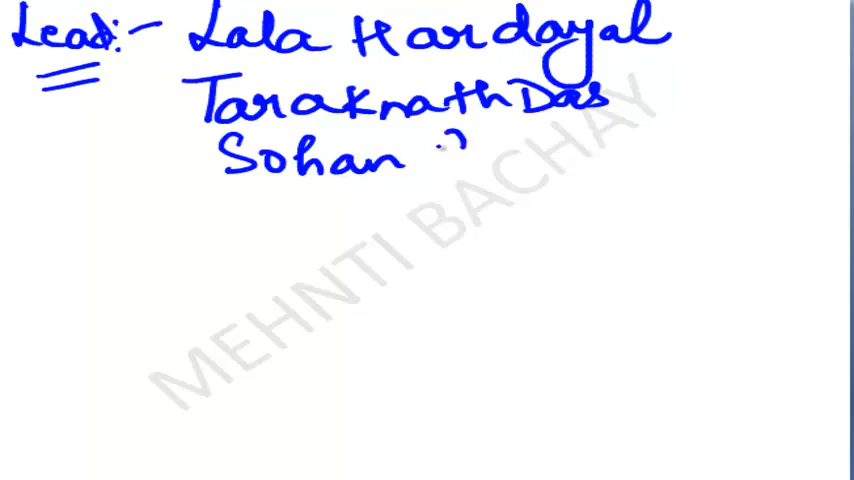 Lead:- Lala Hardayal
Taraknath Das
Sohan
MEHNTI BACHAY